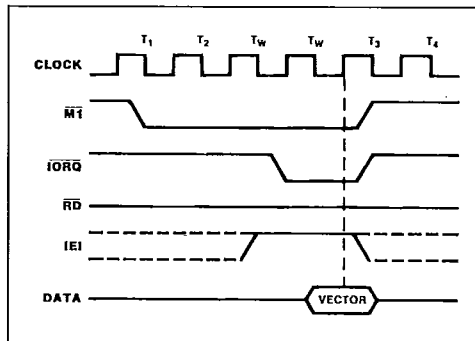 T1 T2 TW TW T3 T4
CLOCK
M1
IORQ
RD
IEI
DATA VECTOR